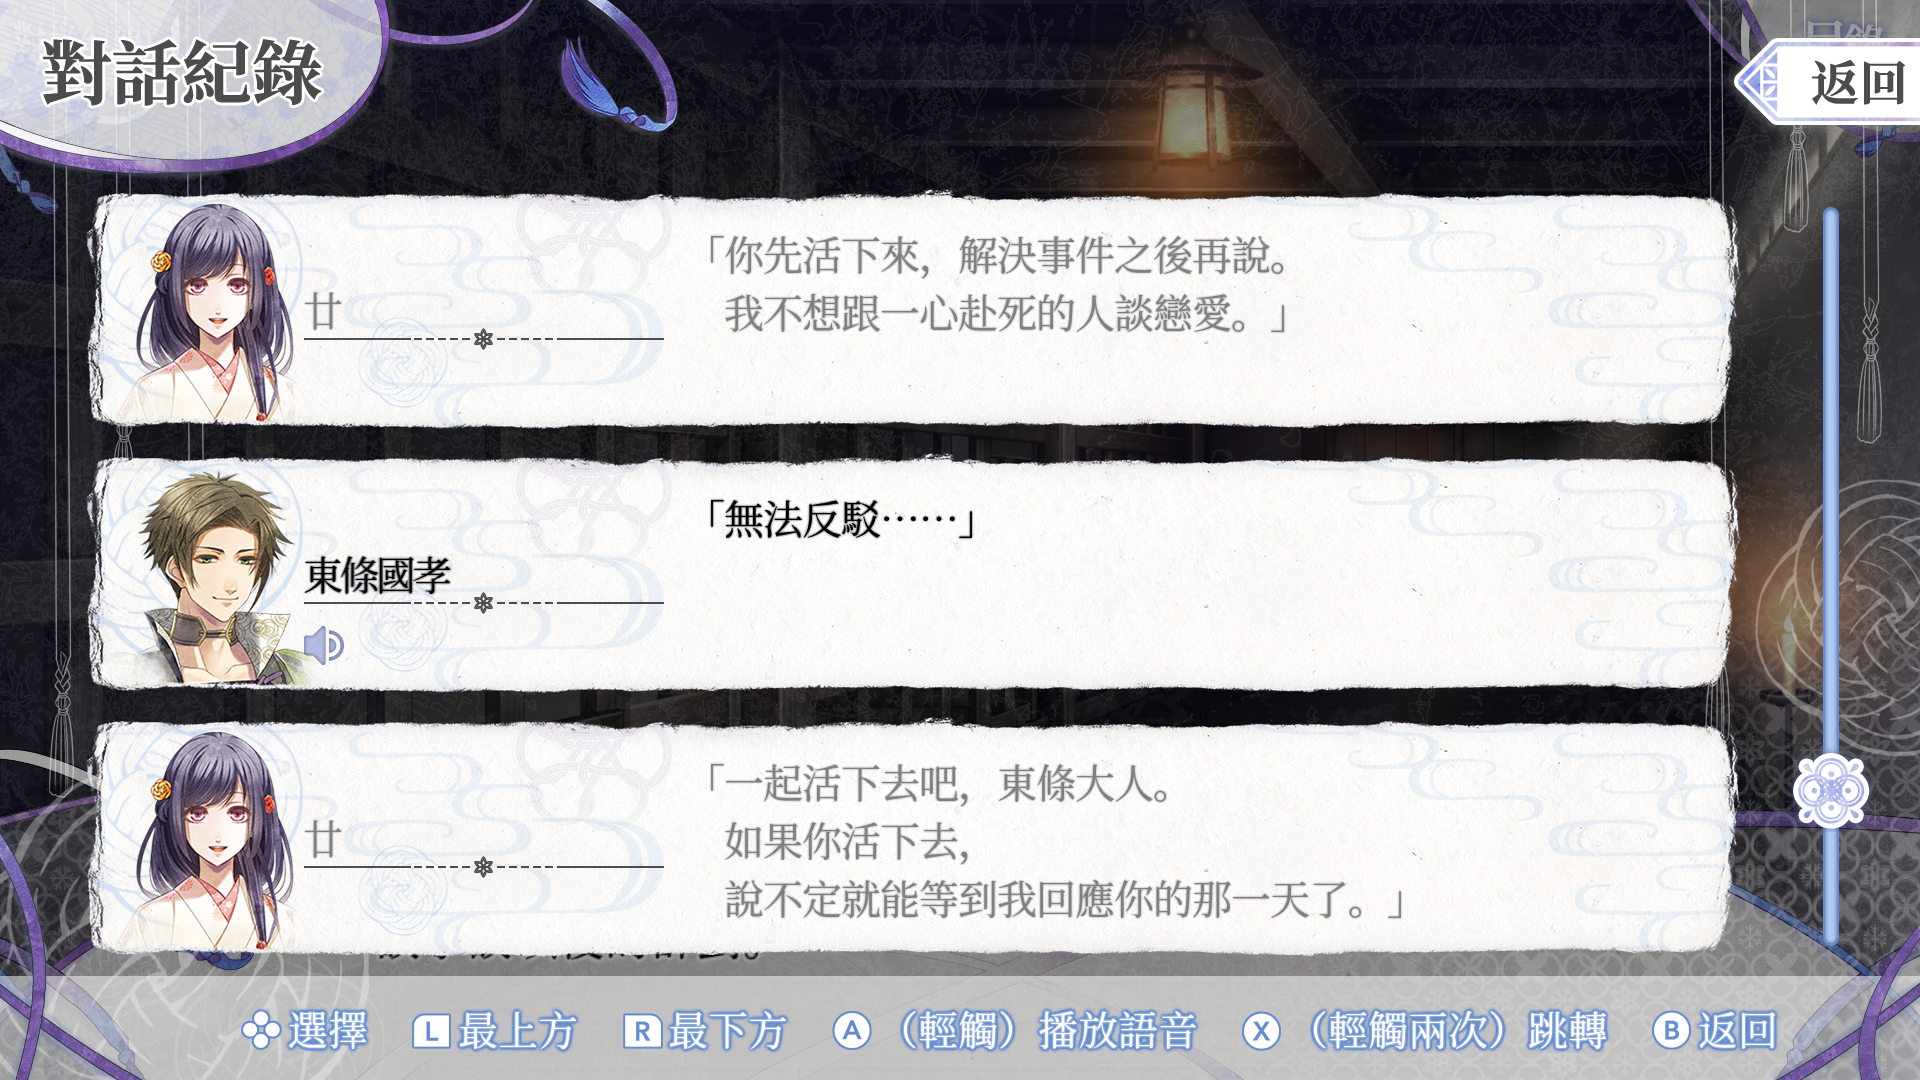 對話紀錄
返回
「你先活下來，解決事件之後再說。
我不想跟一心赴死的人談戀愛。」
廿
「無法反駁……」
東條國孝
「一起活下去吧，東條大人。
如果你活下去，
說不定就能等到我回應你的那一天了。」
廿
選擇 L 最上方 R 最下方 A （輕觸）播放語音 X （輕觸兩次）跳轉 B 返回